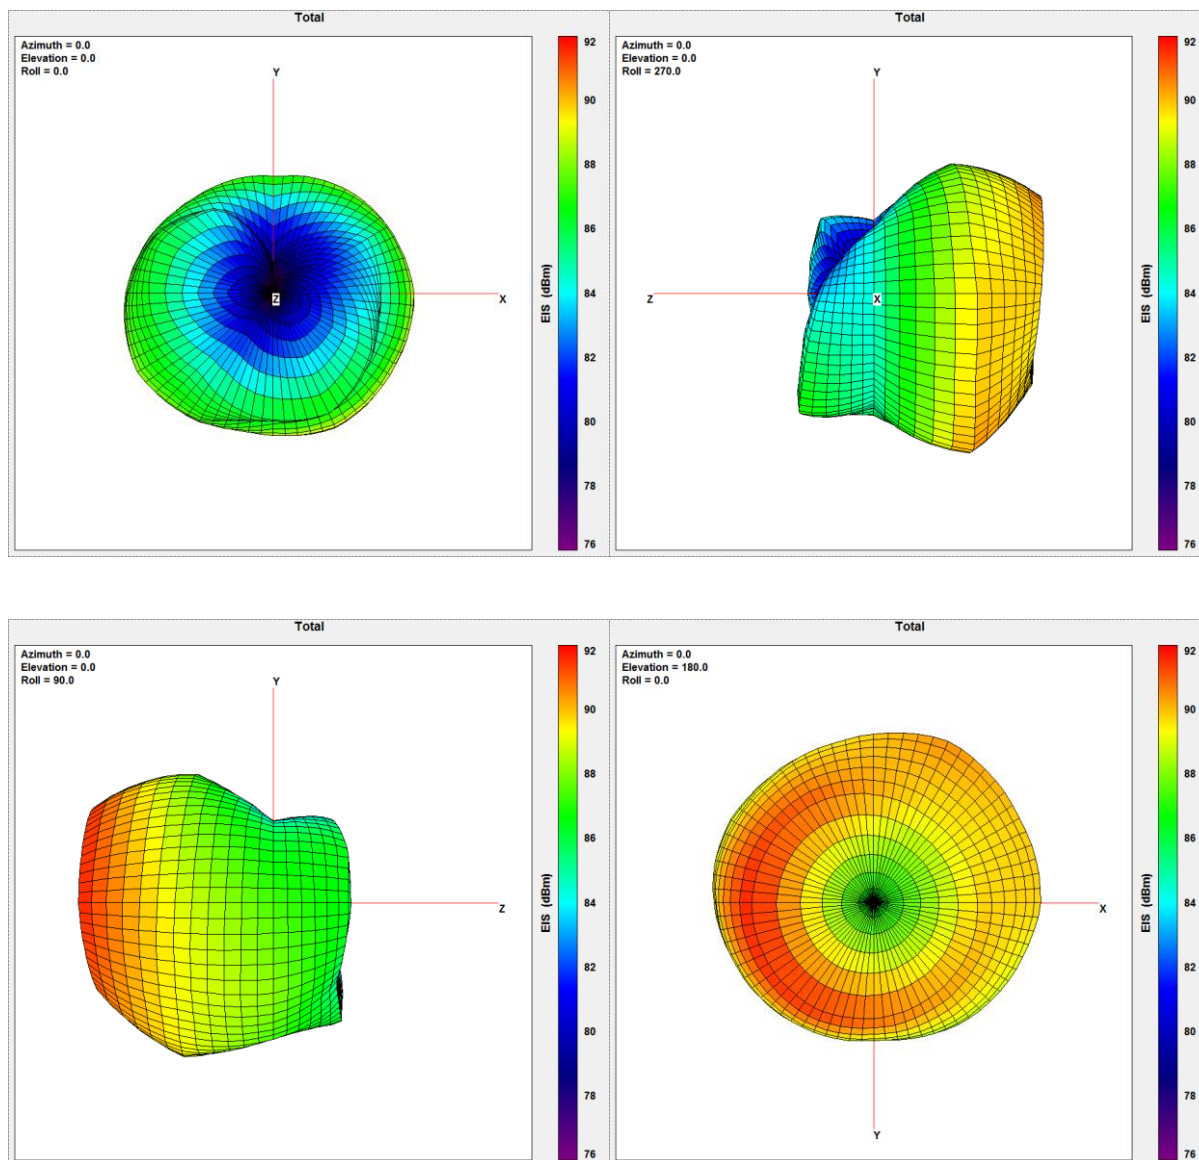 Total
Azimuth = 0.0
Elevation = 0.0
Roll = 0.0
Y
Z
X
92
90
88
86
84
82
80
78
76
EIS (dBm)
Total
Azimuth = 0.0
Elevation = 0.0
Roll = 270.0
Y
Z
X
92
90
88
86
84
82
80
78
76
EIS (dBm)
Total
Azimuth = 0.0
Elevation = 0.0
Roll = 90.0
Y
Z
92
90
88
86
84
82
80
78
76
EIS (dBm)
Total
Azimuth = 0.0
Elevation = 180.0
Roll = 0.0
X
Y
92
90
88
86
84
82
80
78
76
EIS (dBm)